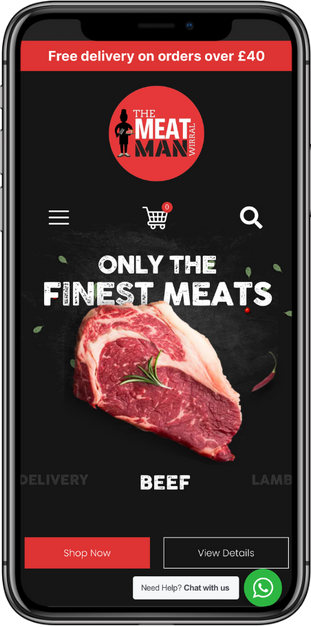 Free delivery on orders over £40
THE
MEAT
MAN
WIRRAL
0
ONLY THE
FINEST MEATS
DELIVERY
BEEF
LAMB
Shop Now
View Details
Need Help? Chat with us